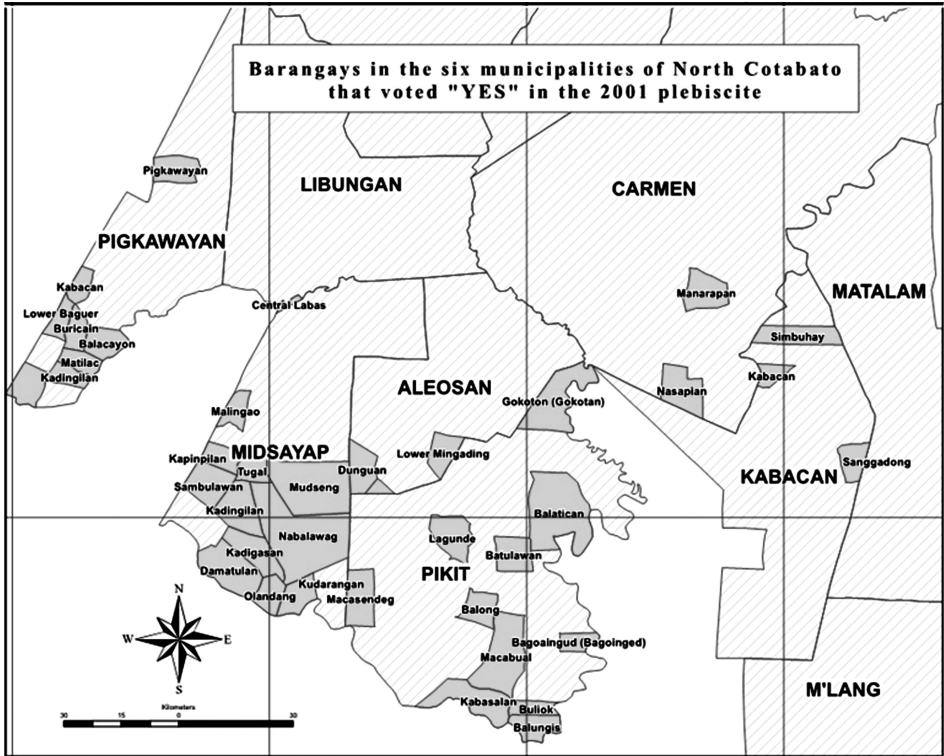 Barangays in the six municipalities of North Cotabato
that voted "YES" in the 2001 plebiscite
Pigkawayan
LIBUNGAN
CARMEN
PIGKAWAYAN
Kabacan
Central Labas
Manarapan
MATALAM
Lower Baguer
Buricain
Balacayon
Simbuhay
Matilac
Kadingilan
Kabacan
ALEOSAN
Nasapian
Gokoton (Gokotan)
Malingao
MIDSAYAP
Lower Mingading
Kapinpilan
Tugal
Dunguan
Sanggadong
KABACAN
Sambulawan
Mudseng
Kadingilan
Balatican
Nabalawag
Lagunde
Kadigasan
Batulawan
Damatulan
PIKIT
Kudarangan
Olandang
Macasendeg
Balong
Bagoaingud (Bagoinged)
Macabual
M'LANG
Kabasalan
Buliok
Balungis
N
W
E
S
Kilometers
30
15
0
30